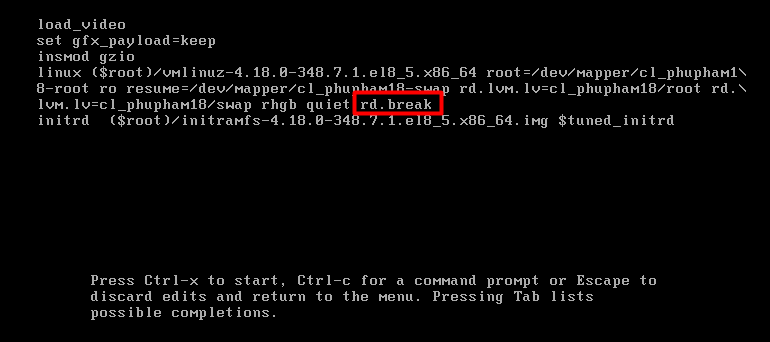 load_video
set gfx_payload=keep
insmod gzio
linux ($root)/vmlinuz-4.18.0-348.7.1.el8_5.x86_64 root=/dev/mapper/cl_phupham1\
8-root ro resume=/dev/mapper/cl_phupham18-swap rd.lvm.lv=cl_phupham18/root rd.\
lvm.lv=cl_phupham18/swap rhgb quiet rd.break
initrd  ($root)/initramfs-4.18.0-348.7.1.el8_5.x86_64.img $tuned_initrd
Press Ctrl-x to start, Ctrl-c for a command prompt or Escape to
discard edits and return to the menu. Pressing Tab lists
possible completions.